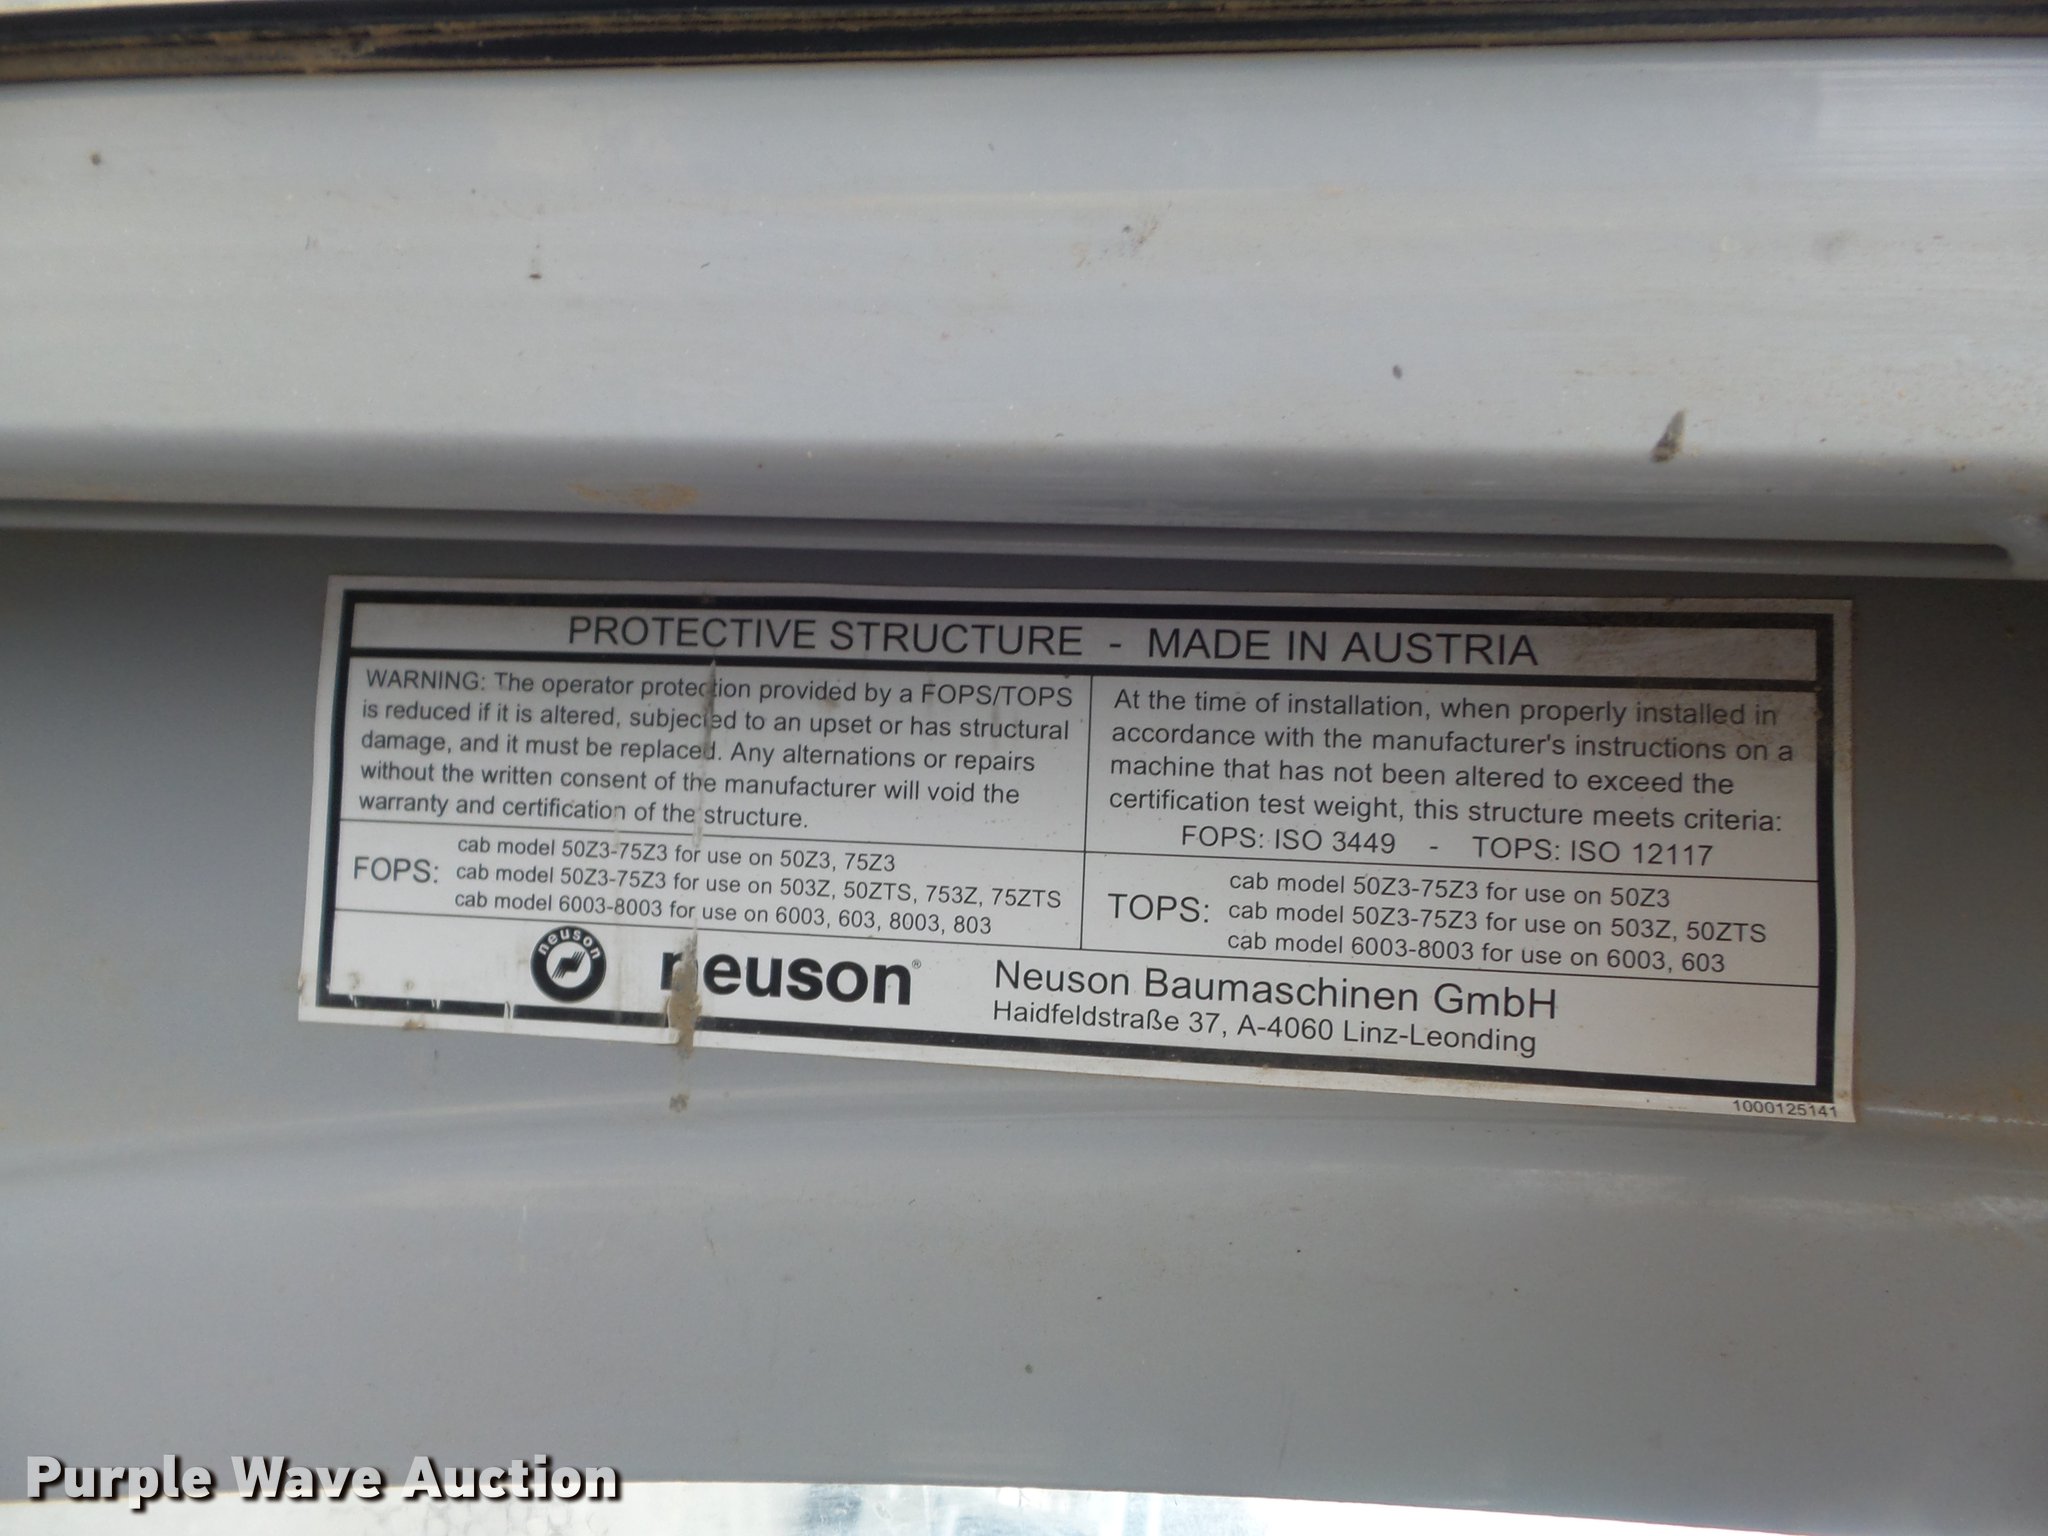 PROTECTIVE STRUCTURE - MADE IN AUSTRIA
WARNING: The operator protection provided by a FOPS/TOPS
is reduced if it is altered, subjected to an upset or has structural
damage, and it must be replaced. Any alternations or repairs
without the written consent of the manufacturer will void the
warranty and certification of the structure.
At the time of installation, when properly installed in
accordance with the manufacturer's instructions on a
machine that has not been altered to exceed the
certification test weight, this structure meets criteria:
FOPS: ISO 3449 - TOPS: ISO 12117
FOPS:
cab model 50Z3-75Z3 for use on 50Z3, 75Z3
cab model 50Z3-75Z3 for use on 503Z, 50ZTS, 753Z, 75ZTS
cab model 6003-8003 for use on 6003, 603, 8003, 803
TOPS:
cab model 50Z3-75Z3 for use on 50Z3
cab model 50Z3-75Z3 for use on 503Z, 50ZTS
cab model 6003-8003 for use on 6003, 603
neuson
neuson®
Neuson Baumaschinen GmbH
Haidfeldstraße 37, A-4060 Linz-Leonding
1000125141
Purple Wave Auction